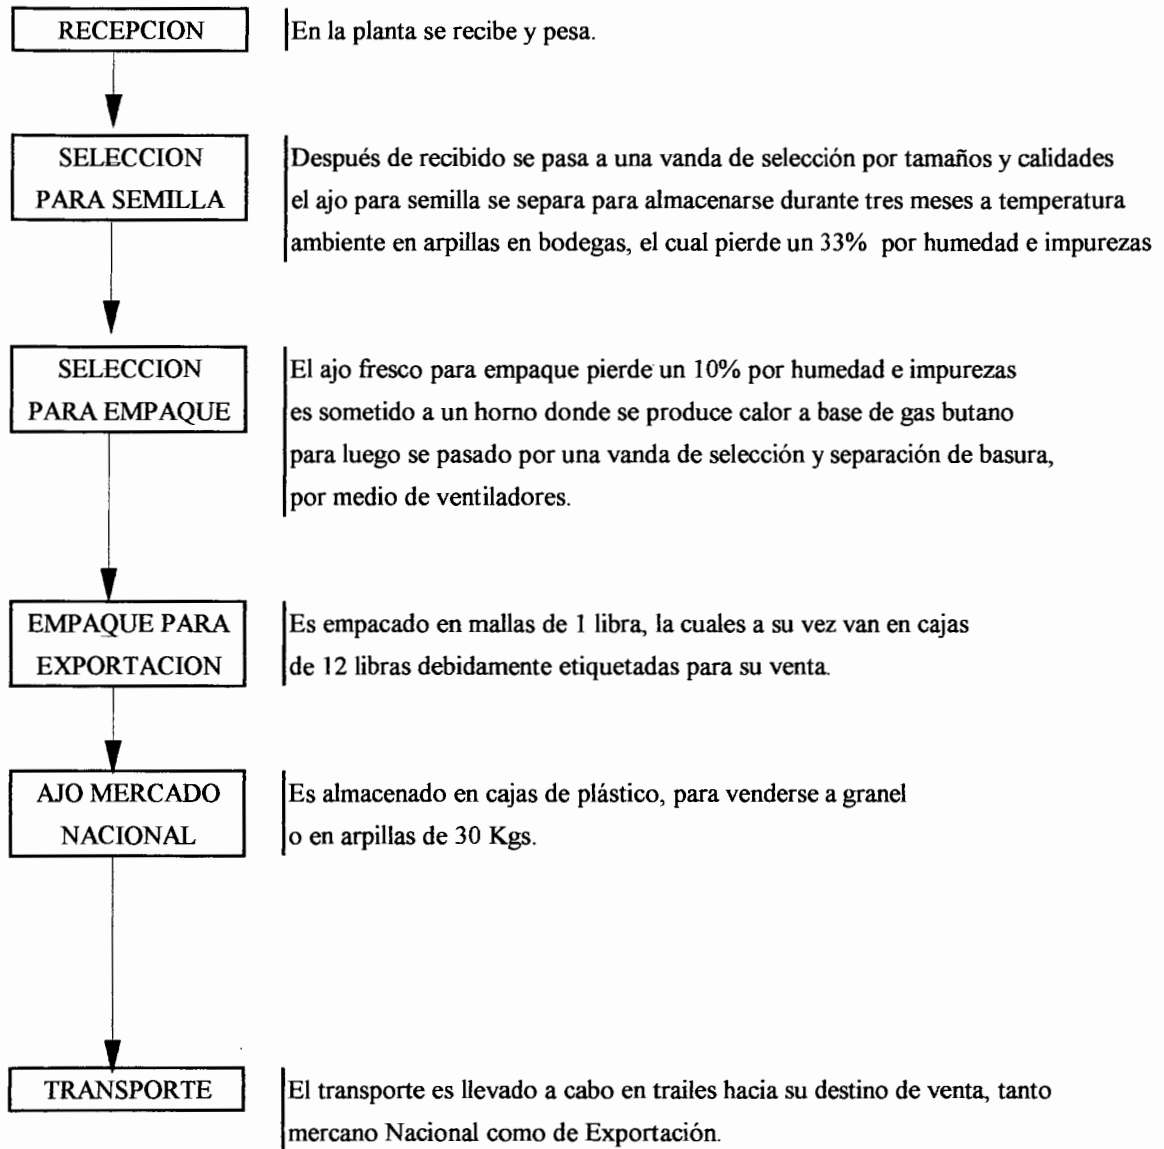 RECEPCION
En la planta se recibe y pesa.
SELECCION
PARA SEMILLA
Después de recibido se pasa a una vanda de selección por tamaños y calidades
el ajo para semilla se separa para almacenarse durante tres meses a temperatura
ambiente en arpillas en bodegas, el cual pierde un 33% por humedad e impurezas
SELECCION
PARA EMPAQUE
El ajo fresco para empaque pierde un 10% por humedad e impurezas
es sometido a un horno donde se produce calor a base de gas butano
para luego se pasado por una vanda de selección y separación de basura,
por medio de ventiladores.
EMPAQUE PARA
EXPORTACION
Es empacado en mallas de 1 libra, la cuales a su vez van en cajas
de 12 libras debidamente etiquetadas para su venta.
AJO MERCADO
NACIONAL
Es almacenado en cajas de plástico, para venderse a granel
o en arpillas de 30 Kgs.
TRANSPORTE
El transporte es llevado a cabo en trailes hacia su destino de venta, tanto
mercano Nacional como de Exportación.